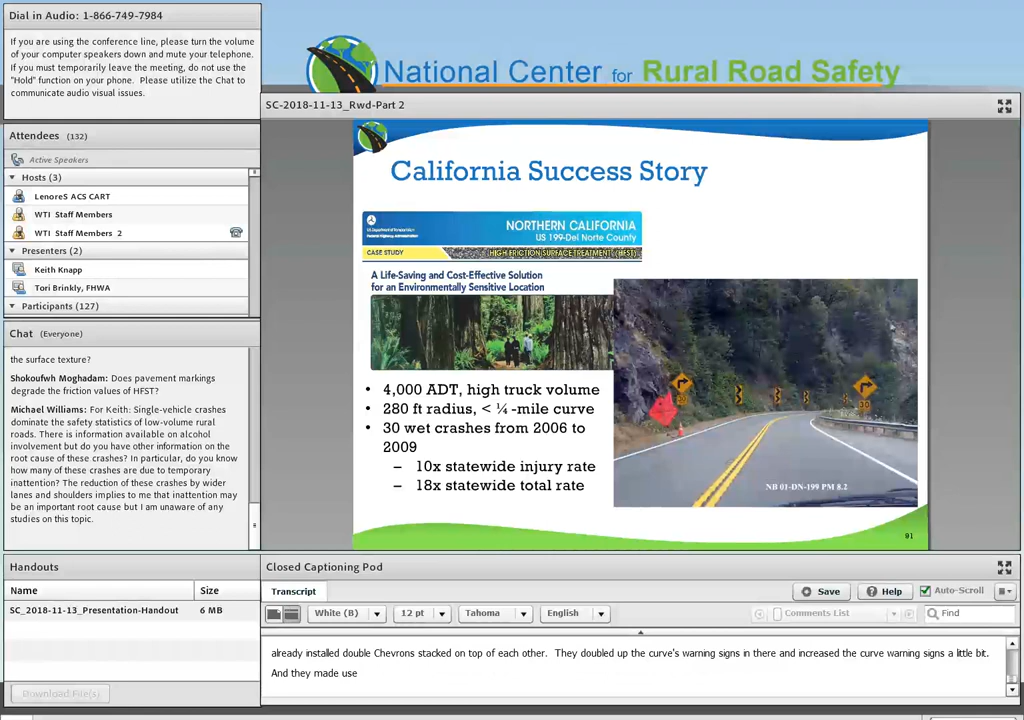 Dial in Audio: 1-866-749-7984
If you are using the conference line, please turn the volume
of your computer speakers down and mute your telephone.
If you must temporarily leave the meeting, do not use the
"Hold" function on your phone. Please utilize the Chat to
communicate audio visual issues.
National Center for Rural Road Safety
SC-2018-11-13_Rwd-Part 2
Attendees (132)
Active Speakers
Hosts (3)
LenoreS ACS CART
WTI Staff Members
WTI Staff Members 2
Presenters (2)
Keith Knapp
Tori Brinkly, FHWA
Participants (127)
Chat (Everyone)
the surface texture?
Shokoufwh Moghadam: Does pavement markings
degrade the friction values of HFST?
Michael Williams: For Keith: Single-vehicle crashes
dominate the safety statistics of low-volume rural
roads. There is information available on alcohol
involvement but do you have other information on the
root cause of these crashes? In particular, do you know
how many of these crashes are due to temporary
inattention? The reduction of these crashes by wider
lanes and shoulders implies to me that inattention may
be an important root cause but I am unaware of any
studies on this topic.
California Success Story
NORTHERN CALIFORNIA
US 199-Del Norte County
CASE STUDY
HIGH FRICTION SURFACE TREATMENT (HFST)
A Life-Saving and Cost-Effective Solution
for an Environmentally Sensitive Location
• 4,000 ADT, high truck volume
• 280 ft radius, < ¼ -mile curve
• 30 wet crashes from 2006 to
2009
– 10x statewide injury rate
– 18x statewide total rate
30
NB 01-DN-199 PM 8.2
91
Handouts
Name Size
SC_2018-11-13_Presentation-Handout 6 MB
Download File(s)
Closed Captioning Pod
Transcript
Save
Help
Auto-Scroll
White (B)
12 pt
Tahoma
English
Comments List
Find
already installed double Chevrons stacked on top of each other. They doubled up the curve's warning signs in there and increased the curve warning signs a little bit.
And they made use